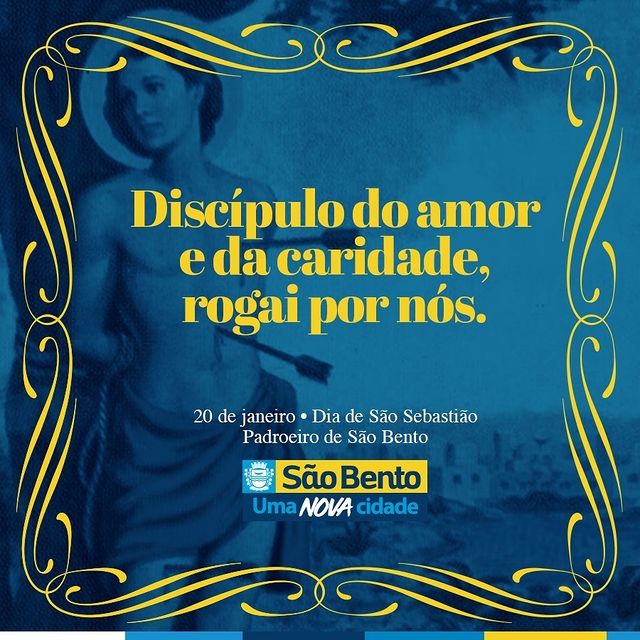 Discípulo do amor
e da caridade,
rogai por nós.
20 de janeiro • Dia de São Sebastião
Padroeiro de São Bento
São Bento
Uma NOVA cidade